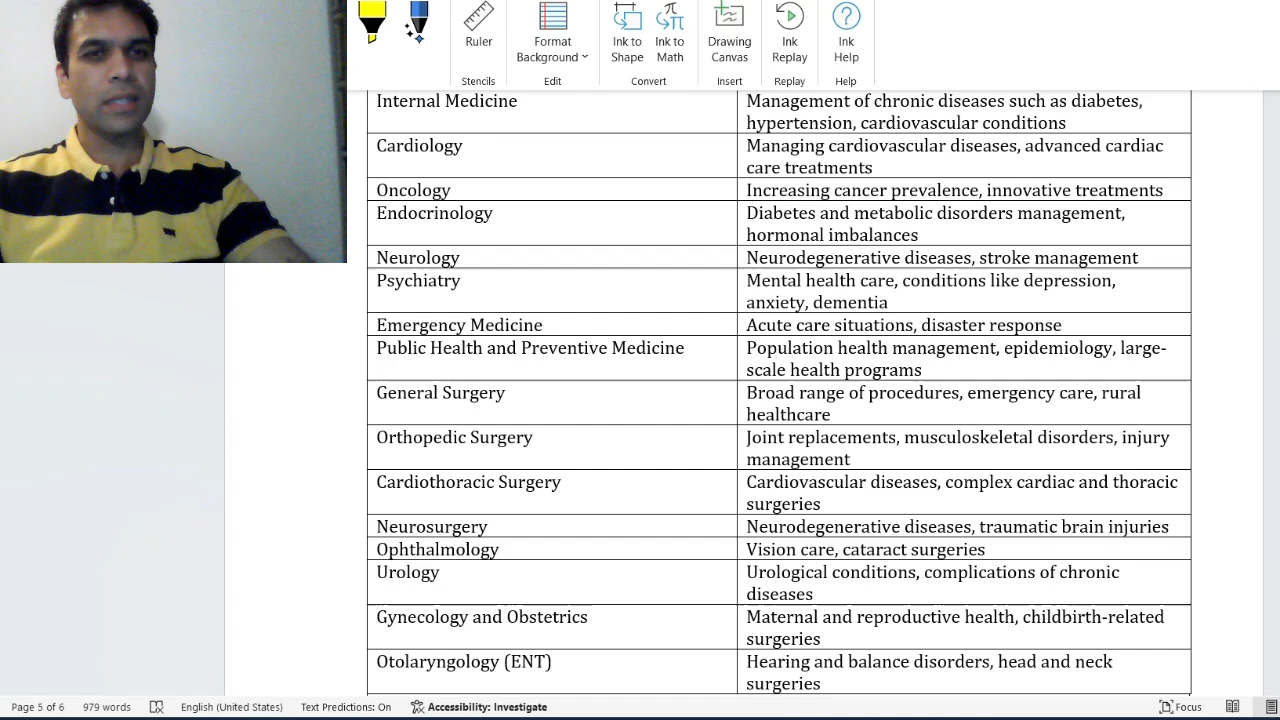 Ruler
Format
Background
Ink to
Shape
Ink to
Math
Drawing
Canvas
Ink
Replay
Ink
Help
Stencils
Edit
Convert
Insert
Replay
Help
Internal Medicine
Management of chronic diseases such as diabetes,
hypertension, cardiovascular conditions
Cardiology
Managing cardiovascular diseases, advanced cardiac
care treatments
Oncology
Increasing cancer prevalence, innovative treatments
Endocrinology
Diabetes and metabolic disorders management,
hormonal imbalances
Neurology
Neurodegenerative diseases, stroke management
Psychiatry
Mental health care, conditions like depression,
anxiety, dementia
Emergency Medicine
Acute care situations, disaster response
Public Health and Preventive Medicine
Population health management, epidemiology, large-
scale health programs
General Surgery
Broad range of procedures, emergency care, rural
healthcare
Orthopedic Surgery
Joint replacements, musculoskeletal disorders, injury
management
Cardiothoracic Surgery
Cardiovascular diseases, complex cardiac and thoracic
surgeries
Neurosurgery
Neurodegenerative diseases, traumatic brain injuries
Ophthalmology
Vision care, cataract surgeries
Urology
Urological conditions, complications of chronic
diseases
Gynecology and Obstetrics
Maternal and reproductive health, childbirth-related
surgeries
Otolaryngology (ENT)
Hearing and balance disorders, head and neck
surgeries
Page 5 of 6
979 words
English (United States)
Text Predictions: On
Accessibility: Investigate
Focus